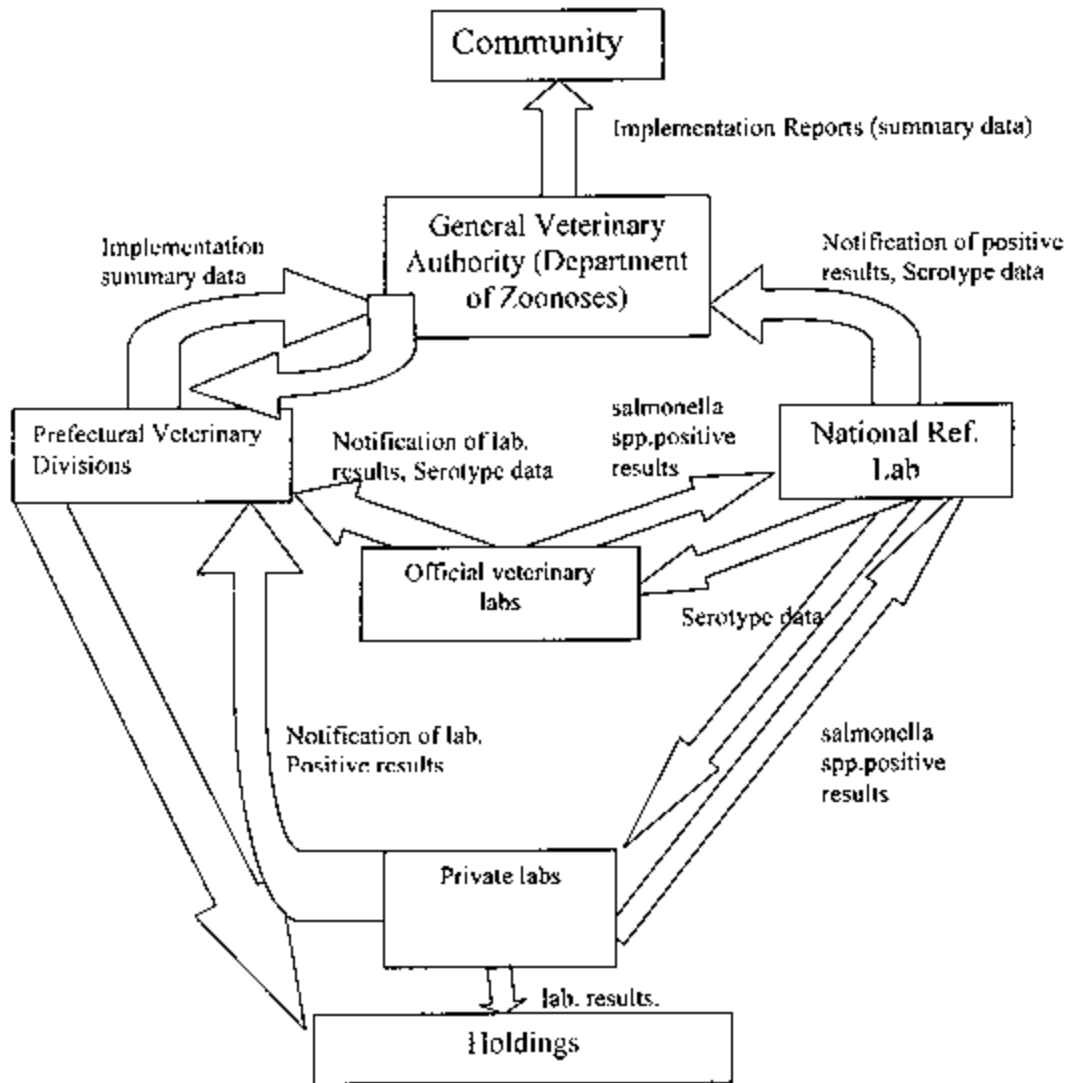 Community
Implementation Reports (summary data)
General Veterinary
Authority (Department
of Zoonoses)
Implementation
summary data
Notification of positive
results, Serotype data
Prefectural Veterinary
Divisions
Notification of lab.
results, Serotype data
salmonella
spp.positive
results
National Ref.
Lab
Official veterinary
labs
Serotype data
Notification of lab.
Positive results
salmonella
spp.positive
results
Private labs
lab. results.
Holdings